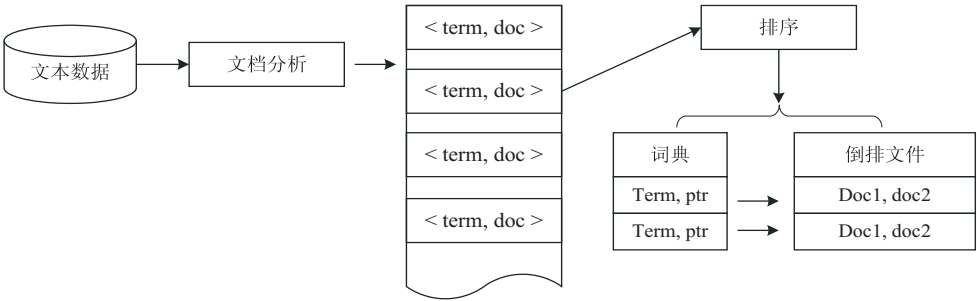 文本数据
文档分析
< term, doc >
< term, doc >
< term, doc >
< term, doc >
排序
词典
Term, ptr
Term, ptr
倒排文件
Doc1, doc2
Doc1, doc2